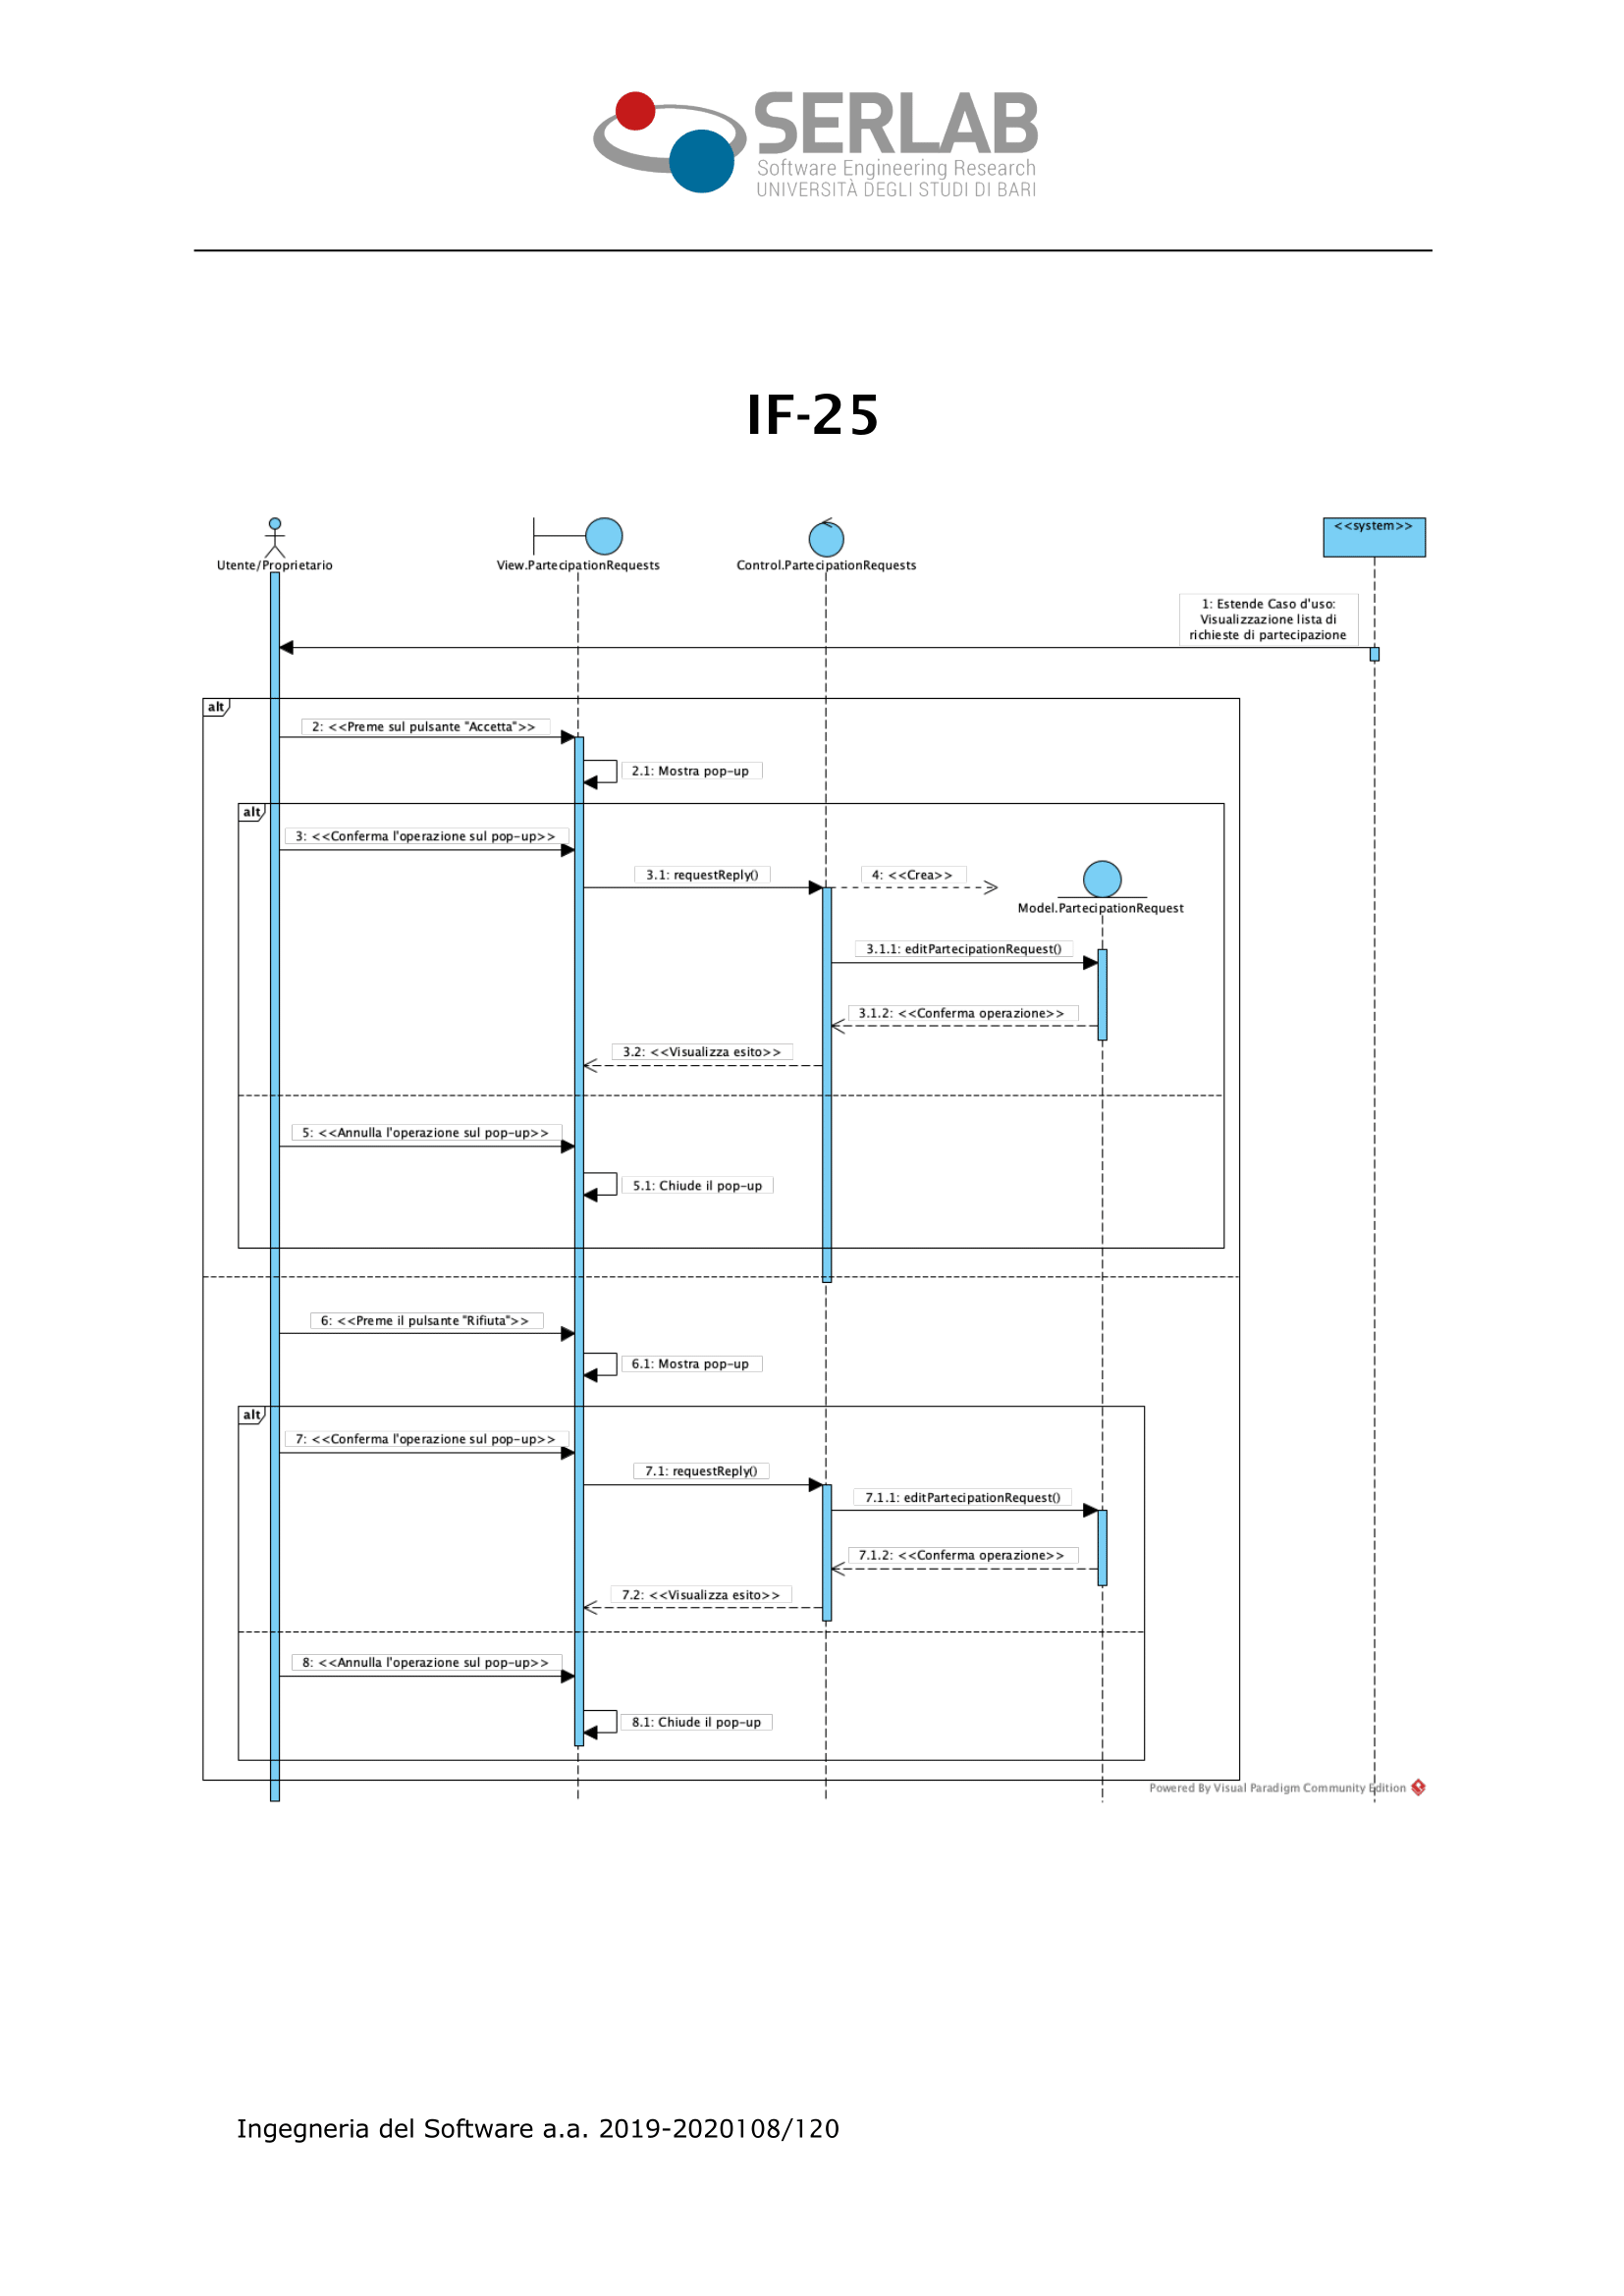 SERLAB
Software Engineering Research
UNIVERSITÀ DEGLI STUDI DI BARI
IF-25
Utente/Proprietario
View.PartecipationRequests
Control.PartecipationRequests
<<system>>
1: Estende Caso d'uso:
Visualizzazione lista di
richieste di partecipazione
alt
2: <<Preme sul pulsante "Accetta">>
2.1: Mostra pop-up
alt
3: <<Conferma l'operazione sul pop-up>>
3.1: requestReply()
4: <<Crea>>
Model.PartecipationRequest
3.1.1: editPartecipationRequest()
3.1.2: <<Conferma operazione>>
3.2: <<Visualizza esito>>
5: <<Annulla l'operazione sul pop-up>>
5.1: Chiude il pop-up
6: <<Preme il pulsante "Rifiuta">>
6.1: Mostra pop-up
alt
7: <<Conferma l'operazione sul pop-up>>
7.1: requestReply()
7.1.1: editPartecipationRequest()
7.1.2: <<Conferma operazione>>
7.2: <<Visualizza esito>>
8: <<Annulla l'operazione sul pop-up>>
8.1: Chiude il pop-up
Powered By Visual Paradigm Community Edition
Ingegneria del Software a.a. 2019-2020108/120